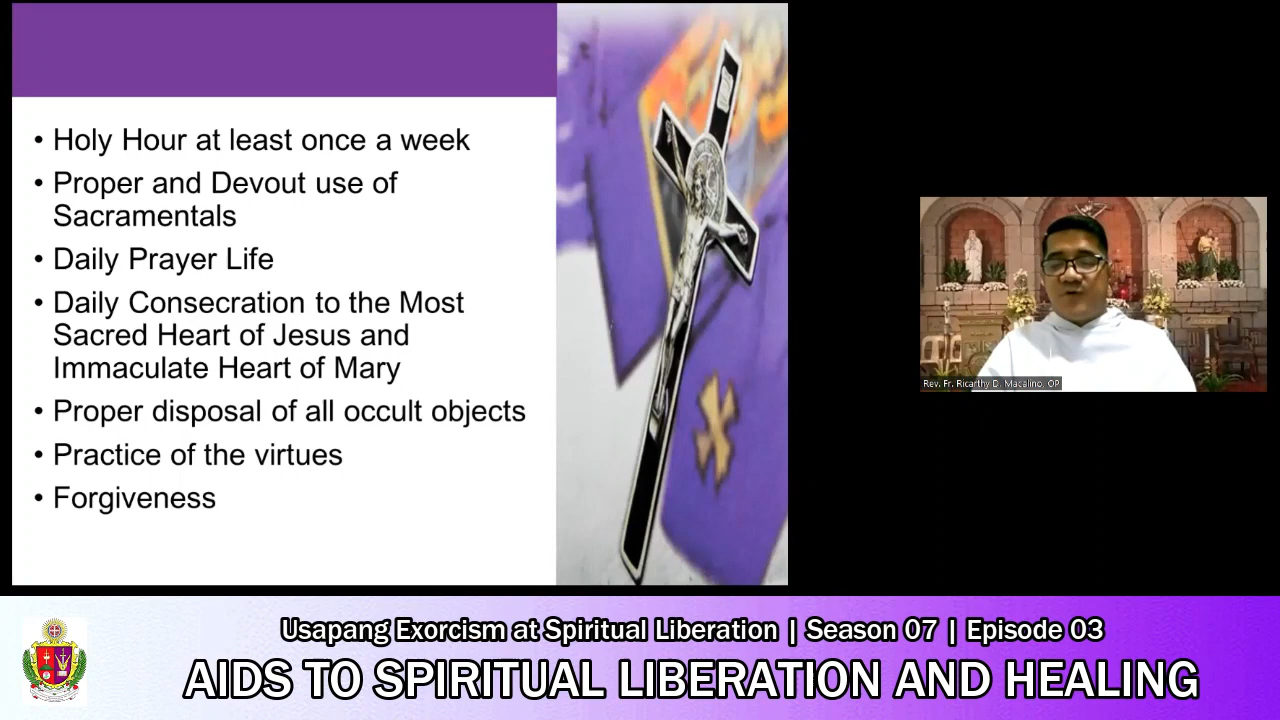 • Holy Hour at least once a week
• Proper and Devout use of
Sacramentals
• Daily Prayer Life
• Daily Consecration to the Most
Sacred Heart of Jesus and
Immaculate Heart of Mary
• Proper disposal of all occult objects
• Practice of the virtues
• Forgiveness
Rev. Fr. Ricarthy D. Macalino, OP
Usapang Exorcism at Spiritual Liberation | Season 07 | Episode 03
AIDS TO SPIRITUAL LIBERATION AND HEALING